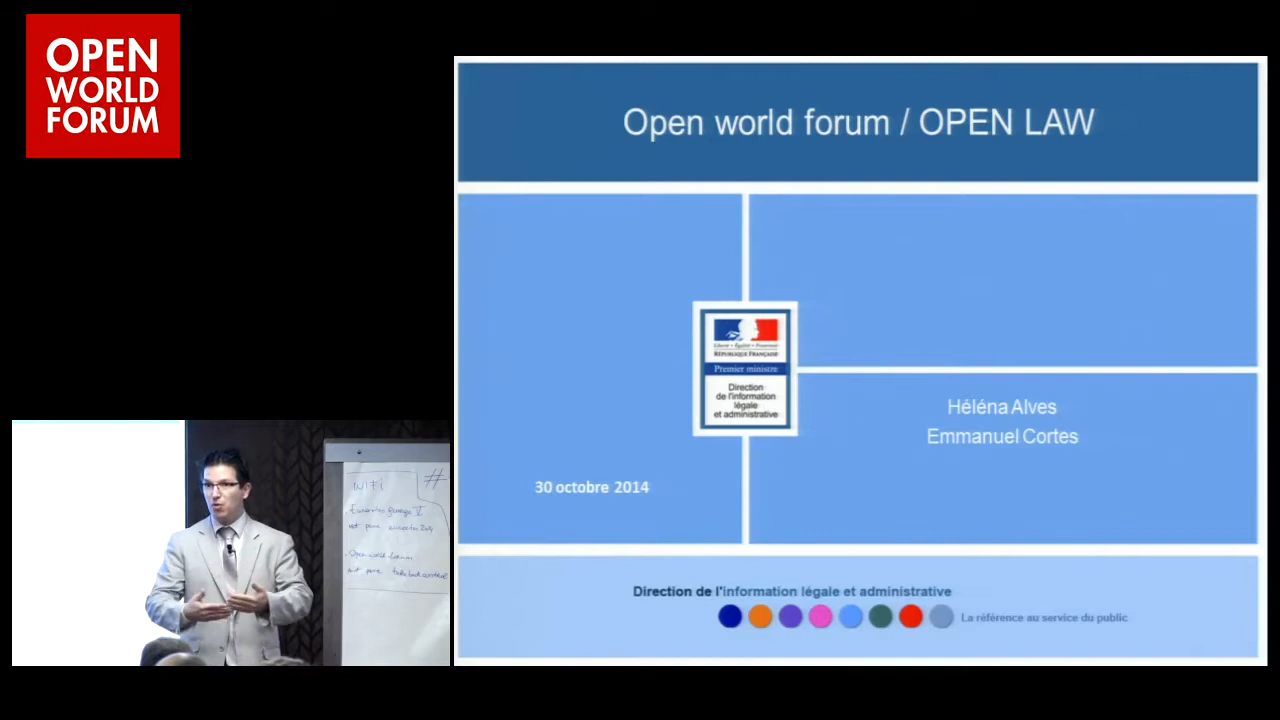 OPEN
WORLD
FORUM
Open world forum / OPEN LAW
Liberté • Égalité • Fraternité
RÉPUBLIQUE FRANÇAISE
Premier ministre
Direction
de l'information
légale
et administrative
Héléna Alves
Emmanuel Cortes
30 octobre 2014
Direction de l'information légale et administrative
La référence au service du public
WIFI
#